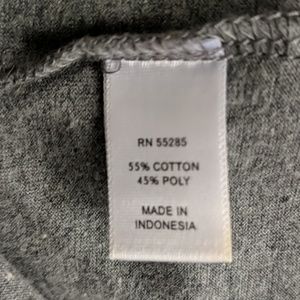 RN 55285
55% COTTON
45% POLY
MADE IN
INDONESIA